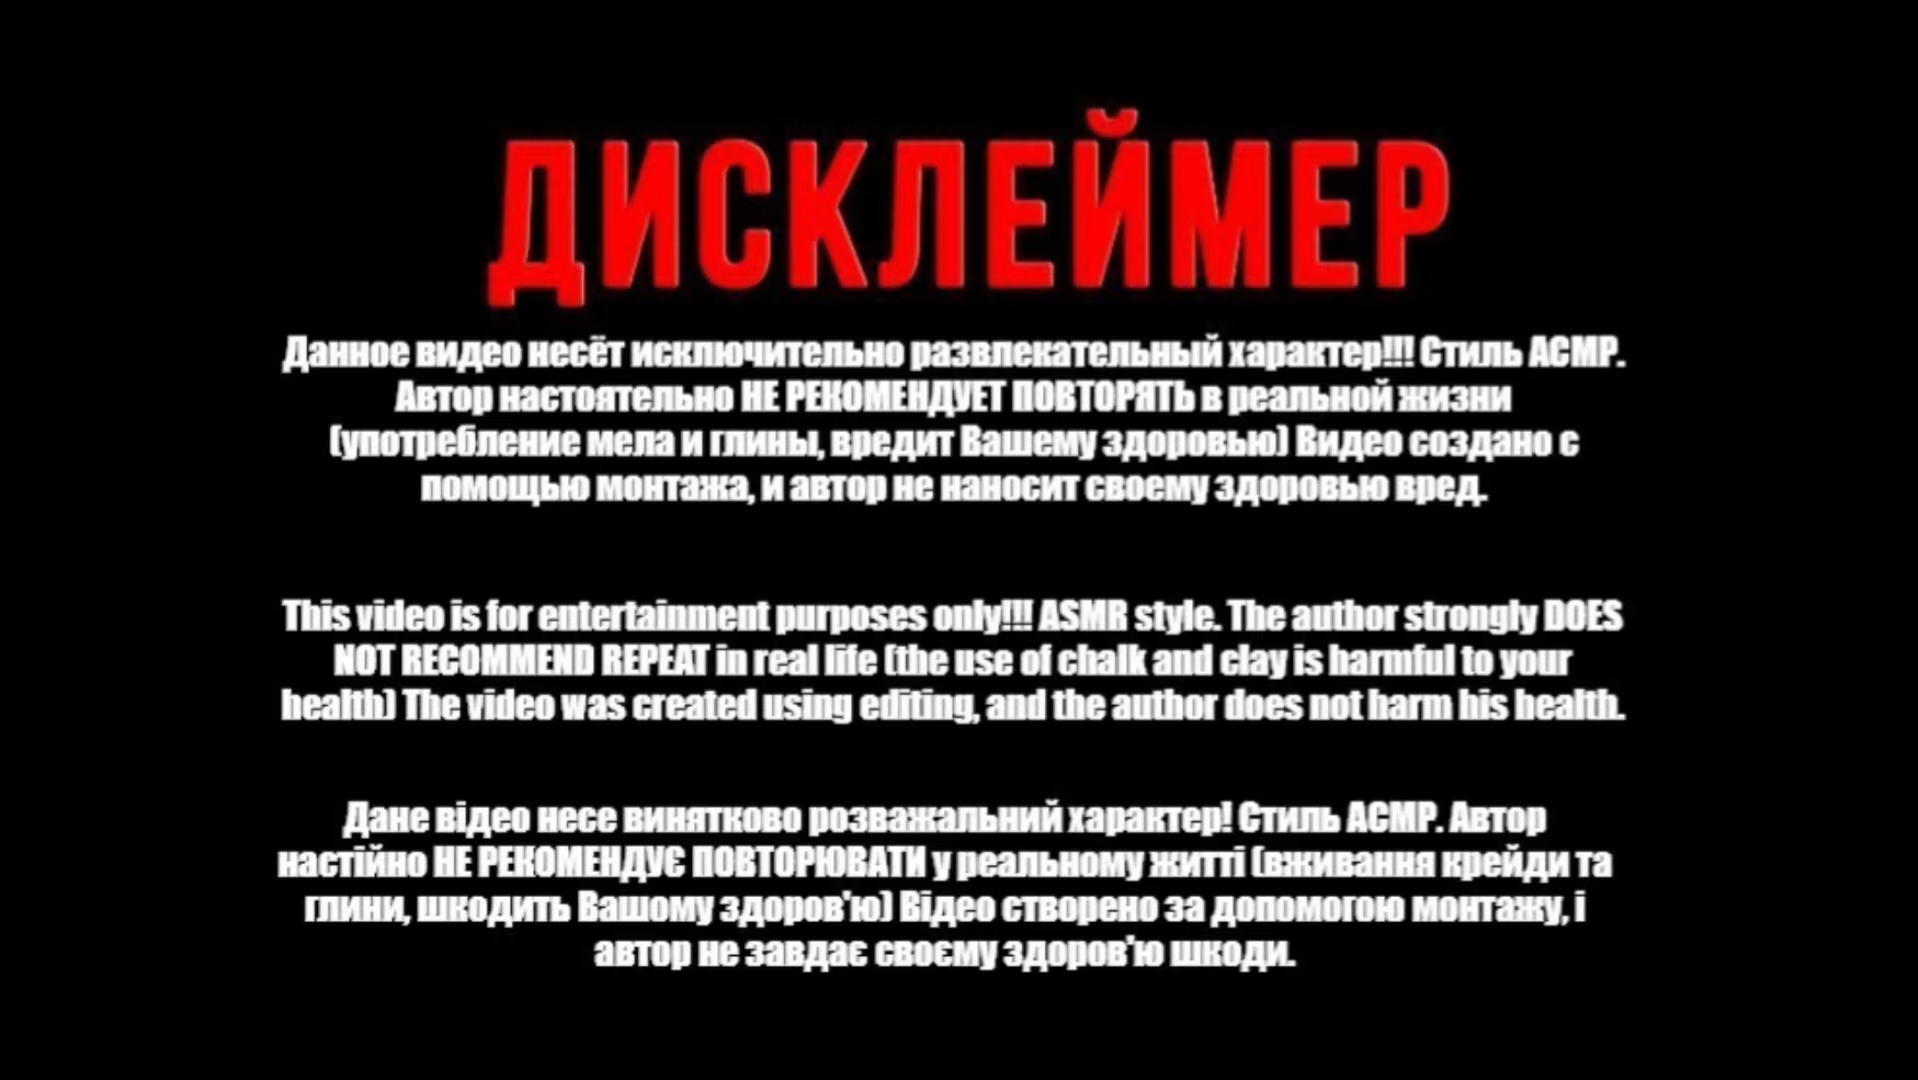 ДИСКЛЕЙМЕР
Данное видео несёт исключительно развлекательный характер!!! Стиль АСМР.
Автор настоятельно НЕ РЕКОМЕНДУЕТ ПОВТОРЯТЬ в реальной жизни
(употребление мела и глины, вредит Вашему здоровью) Видео создано с
помощью монтажа, и автор не наносит своему здоровью вред.
This video is for entertainment purposes only!!! ASMR style. The author strongly DOES
NOT RECOMMEND REPEAT in real life (the use of chalk and clay is harmful to your
health) The video was created using editing, and the author does not harm his health.
Дане відео несе винятково розважальний характер! Стиль АСМР. Автор
настійно НЕ РЕКОМЕНДУЄ ПОВТОРЮВАТИ у реальному житті (вживання крейди та
глини, шкодить Вашому здоров'ю) Відео створено за допомогою монтажу, і
автор не завдає своєму здоров'ю шкоди.